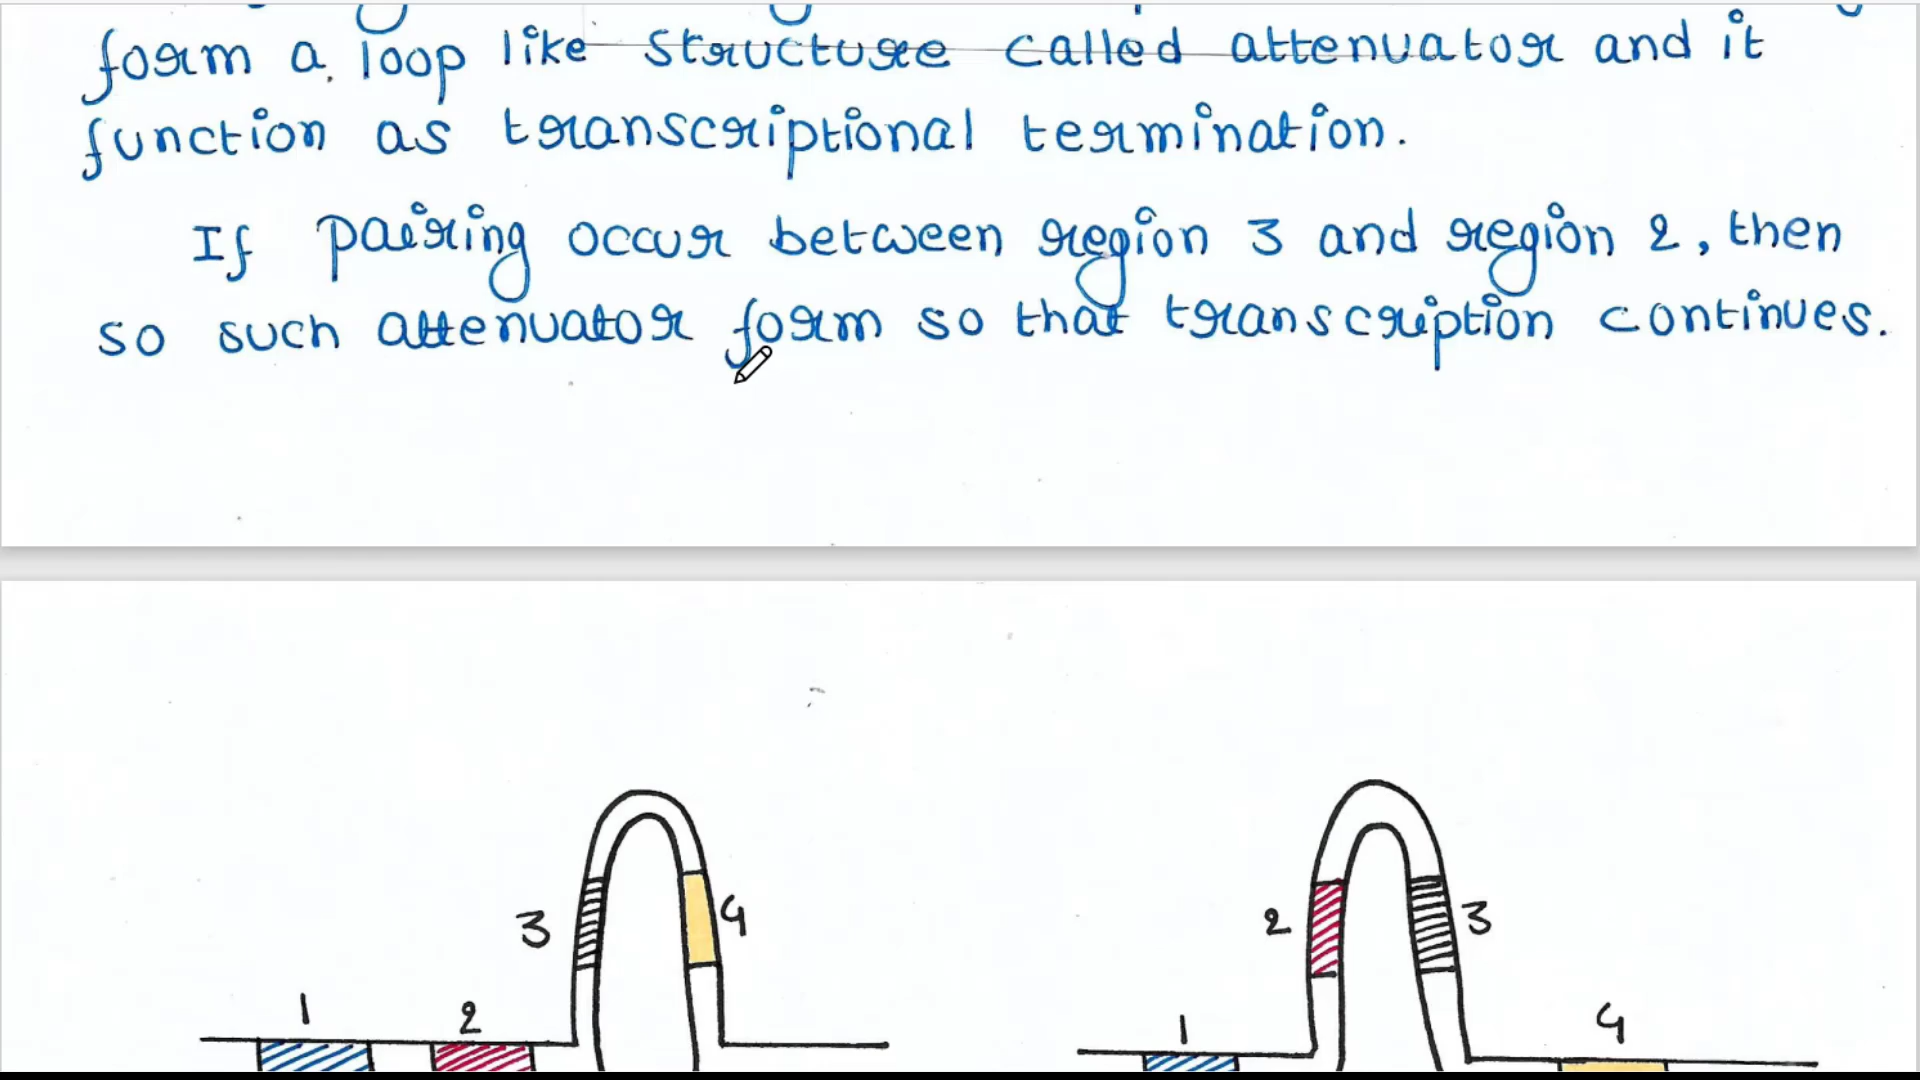 form a loop like structure called attenuator and it
function as transcriptional termination.
If pairing occur between region 3 and region 2, then
so such attenuator form so that transcription continues.
3 4
2 3
1 2
1 4